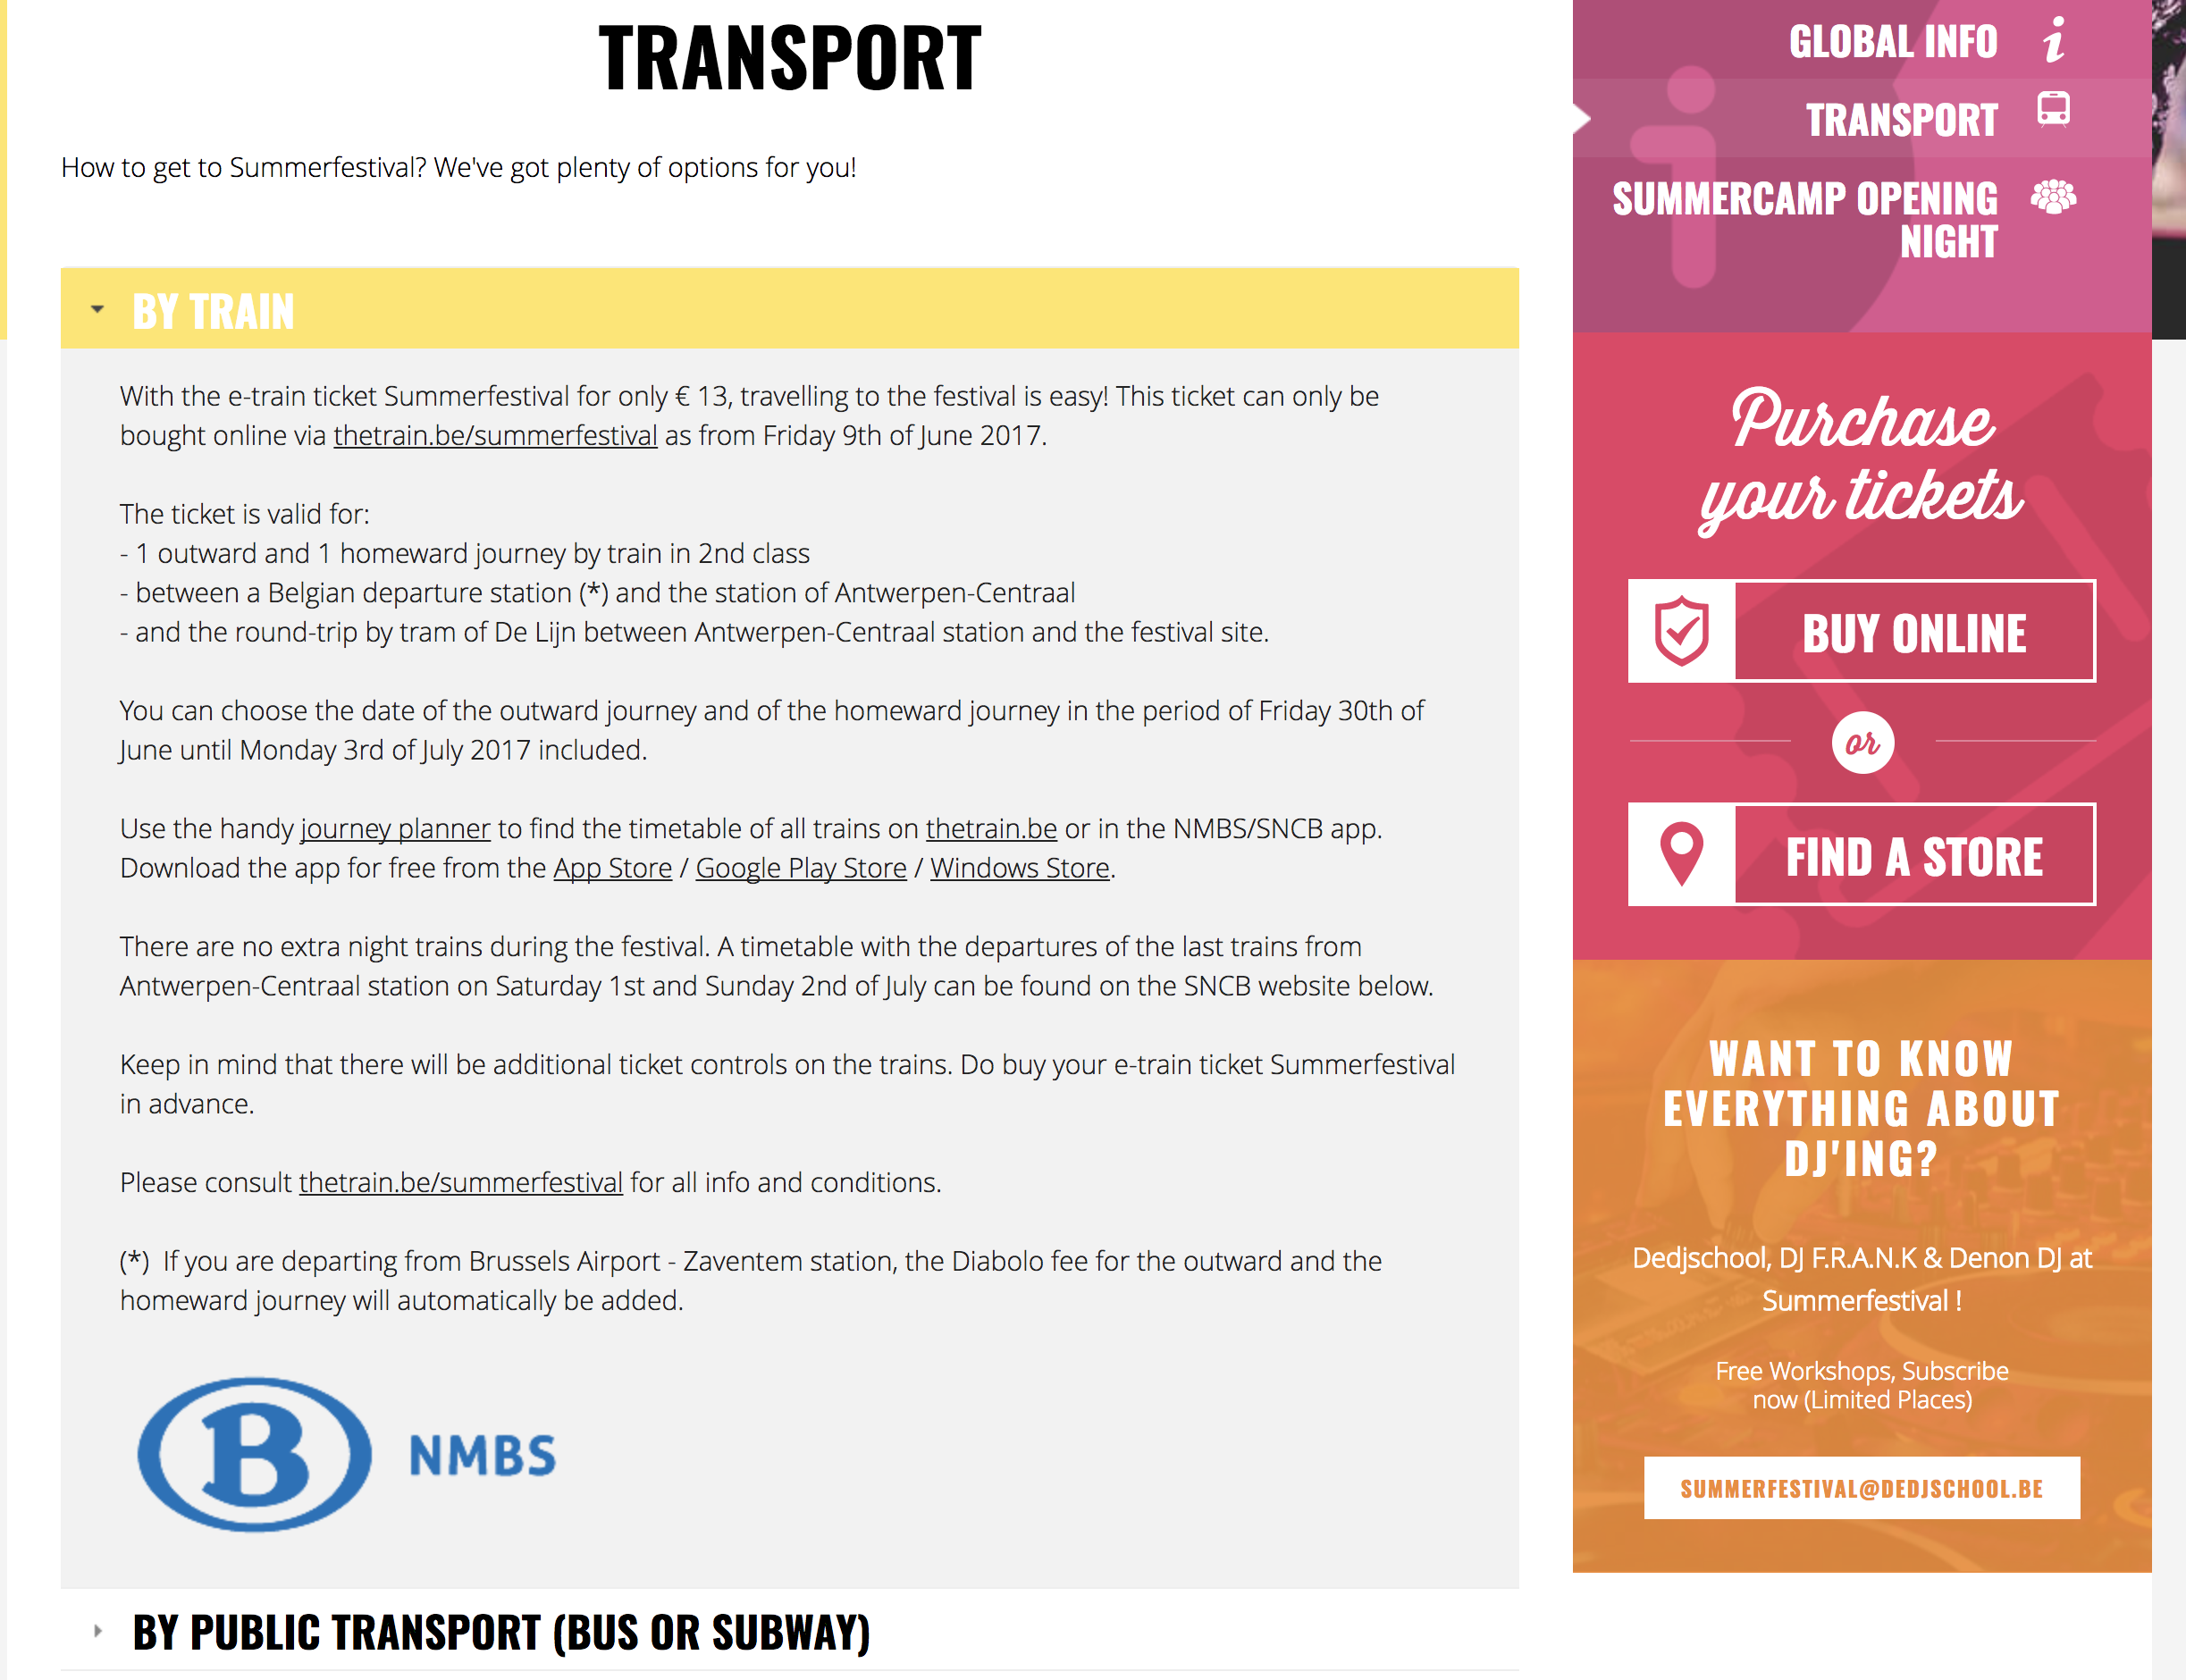 TRANSPORT
How to get to Summerfestival? We've got plenty of options for you!
BY TRAIN
With the e-train ticket Summerfestival for only € 13, travelling to the festival is easy! This ticket can only be
bought online via thetrain.be/summerfestival as from Friday 9th of June 2017.
The ticket is valid for:
- 1 outward and 1 homeward journey by train in 2nd class
- between a Belgian departure station (*) and the station of Antwerpen-Centraal
- and the round-trip by tram of De Lijn between Antwerpen-Centraal station and the festival site.
You can choose the date of the outward journey and of the homeward journey in the period of Friday 30th of
June until Monday 3rd of July 2017 included.
Use the handy journey planner to find the timetable of all trains on thetrain.be or in the NMBS/SNCB app.
Download the app for free from the App Store / Google Play Store / Windows Store.
There are no extra night trains during the festival. A timetable with the departures of the last trains from
Antwerpen-Centraal station on Saturday 1st and Sunday 2nd of July can be found on the SNCB website below.
Keep in mind that there will be additional ticket controls on the trains. Do buy your e-train ticket Summerfestival
in advance.
Please consult thetrain.be/summerfestival for all info and conditions.
(*)  If you are departing from Brussels Airport - Zaventem station, the Diabolo fee for the outward and the
homeward journey will automatically be added.
B NMBS
BY PUBLIC TRANSPORT (BUS OR SUBWAY)
GLOBAL INFO
TRANSPORT
SUMMERCAMP OPENING
NIGHT
Purchase
your tickets
BUY ONLINE
or
FIND A STORE
WANT TO KNOW
EVERYTHING ABOUT
DJ'ING?
Dedjschool, DJ F.R.A.N.K & Denon DJ at
Summerfestival !
Free Workshops, Subscribe
now (Limited Places)
SUMMERFESTIVAL@DEDJSCHOOL.BE